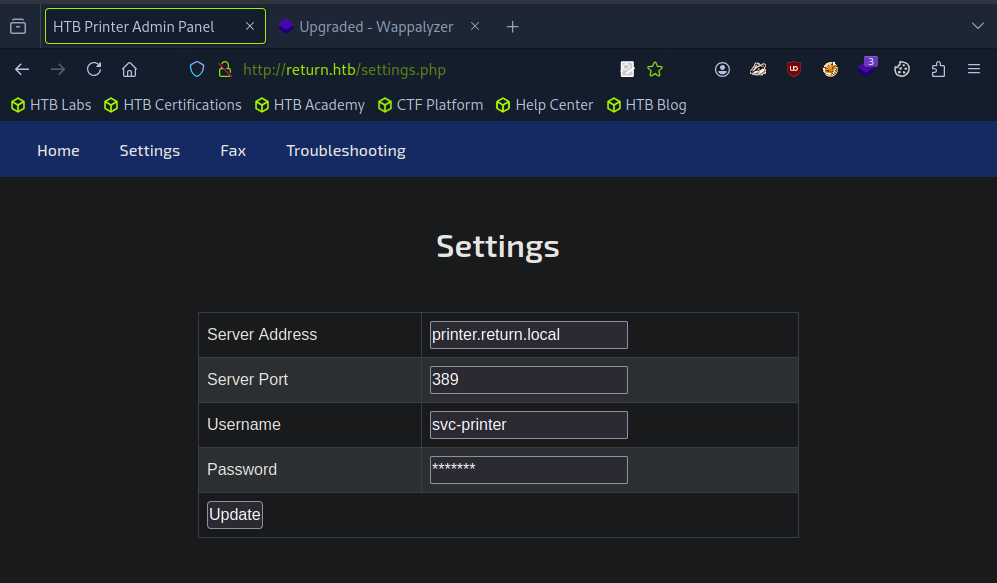 HTB Printer Admin Panel Upgraded - Wappalyzer
http://return.htb/settings.php UD 3
HTB Labs HTB Certifications HTB Academy CTF Platform Help Center HTB Blog
Home Settings Fax Troubleshooting
Settings
Server Address printer.return.local
Server Port 389
Username svc-printer
Password *******
Update